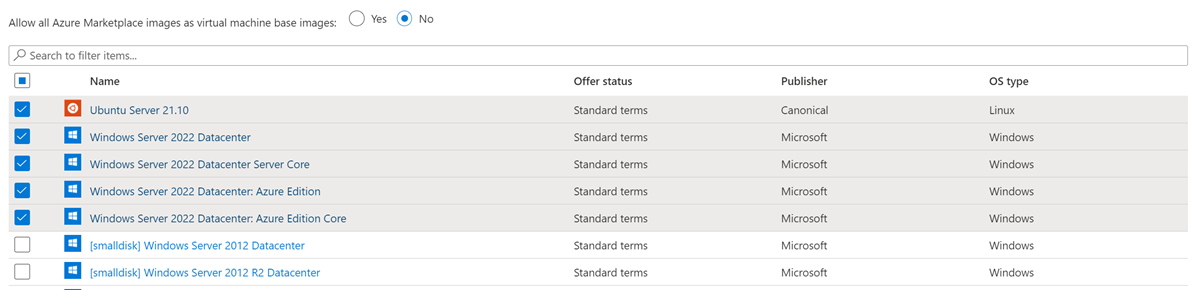 Allow all Azure Marketplace images as virtual machine base images: Yes No
Search to filter items...
Name Offer status Publisher OS type
Ubuntu Server 21.10 Standard terms Canonical Linux
Windows Server 2022 Datacenter Standard terms Microsoft Windows
Windows Server 2022 Datacenter Server Core Standard terms Microsoft Windows
Windows Server 2022 Datacenter: Azure Edition Standard terms Microsoft Windows
Windows Server 2022 Datacenter: Azure Edition Core Standard terms Microsoft Windows
[smalldisk] Windows Server 2012 Datacenter Standard terms Microsoft Windows
[smalldisk] Windows Server 2012 R2 Datacenter Standard terms Microsoft Windows